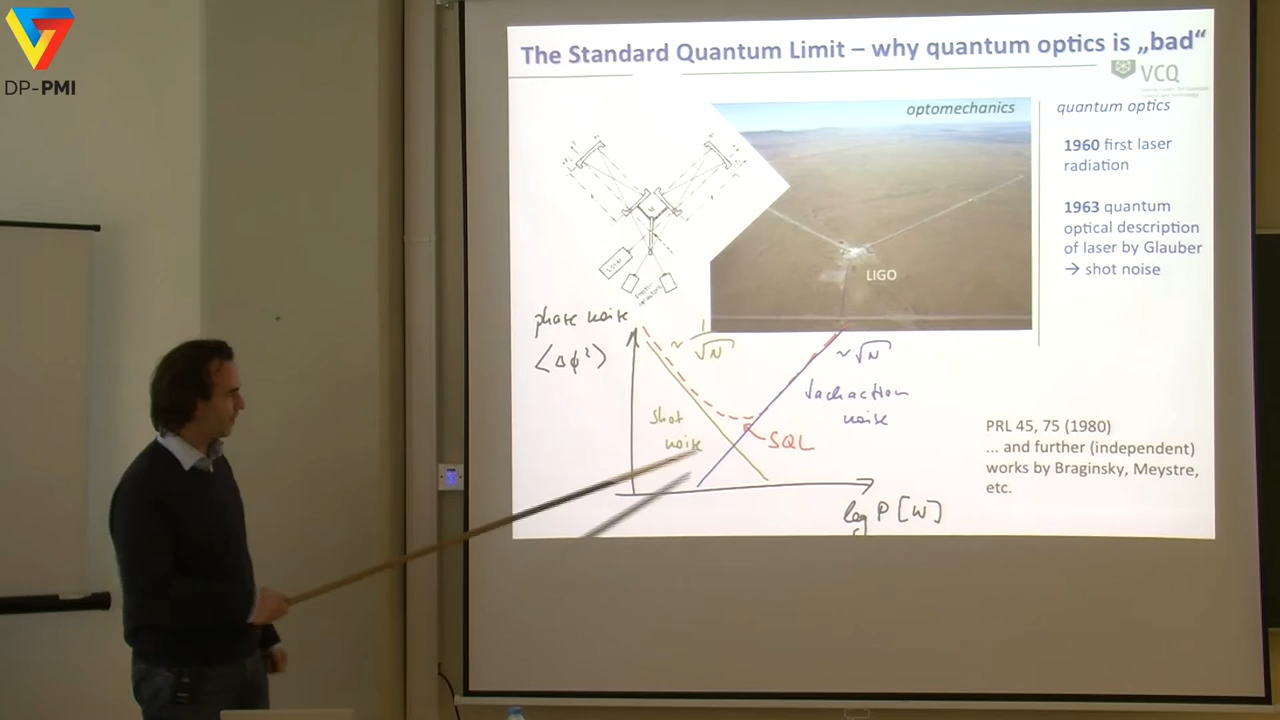 DP-PMI
The Standard Quantum Limit – why quantum optics is „bad“
VCQ
optomechanics
quantum optics
1960 first laser
radiation
1963 quantum
optical description
of laser by Glauber
→ shot noise
LIGO
Laser
phase noise
⟨Δϕ²⟩
~ 1/√N
~ √N
shot
noise
backaction
noise
SQL
log P [W]
PRL 45, 75 (1980)
... and further (independent)
works by Braginsky, Meystre,
etc.